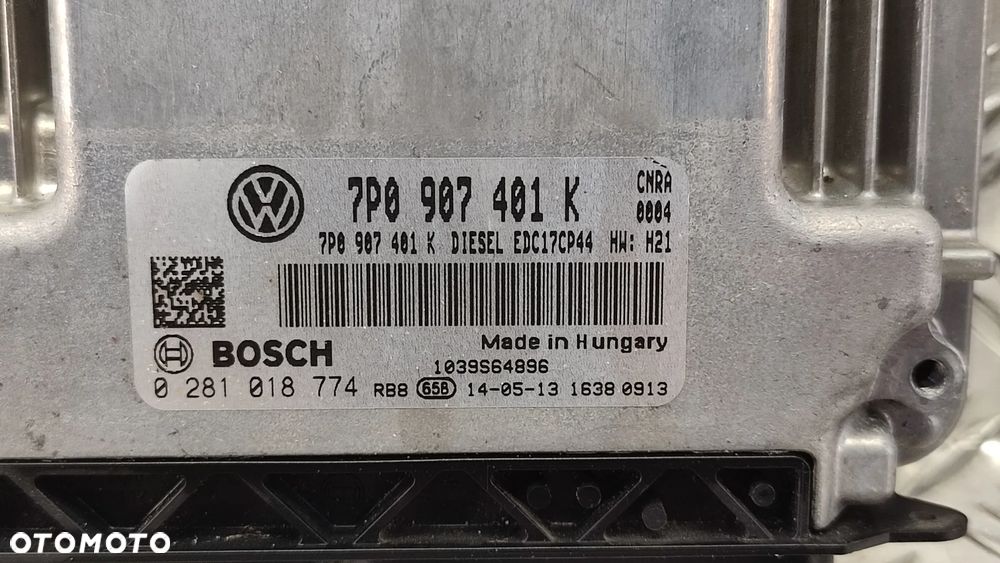 7P0 907 401 K CNRA
0004
7P0 907 401 K DIESEL EDC17CP44 HW: H21
Made in Hungary
BOSCH
1039S64896
0 281 018 774 RB8 65B 14-05-13 1638 0913
OTOMOTO